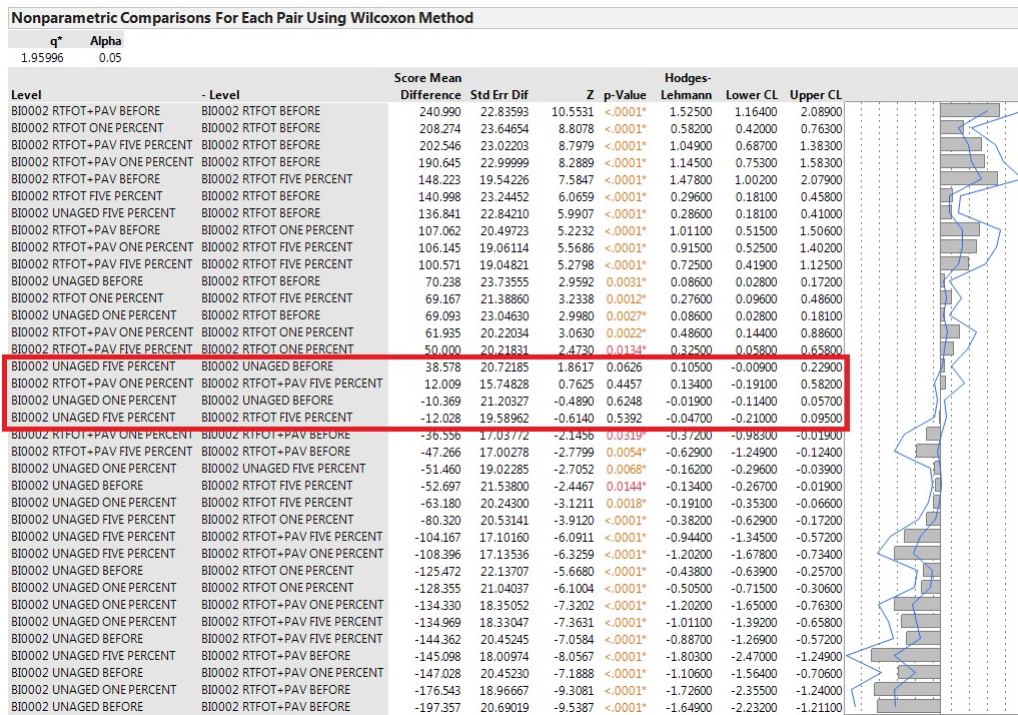 Nonparametric Comparisons For Each Pair Using Wilcoxon Method
q* Alpha
1.95996 0.05
Score Mean Hodges-
Level - Level Difference Std Err Dif Z p-Value Lehmann Lower CL Upper CL
BI0002 RTFOT+PAV BEFORE BI0002 RTFOT BEFORE 240.990 22.83593 10.5531 <.0001* 1.52500 1.16400 2.08900
BI0002 RTFOT ONE PERCENT BI0002 RTFOT BEFORE 208.274 23.64654 8.8078 <.0001* 0.58200 0.42000 0.76300
BI0002 RTFOT+PAV FIVE PERCENT BI0002 RTFOT BEFORE 202.546 23.02203 8.7979 <.0001* 1.04900 0.68700 1.38300
BI0002 RTFOT+PAV ONE PERCENT BI0002 RTFOT BEFORE 190.645 22.99999 8.2889 <.0001* 1.14500 0.75300 1.58300
BI0002 RTFOT+PAV BEFORE BI0002 RTFOT FIVE PERCENT 148.223 19.54226 7.5847 <.0001* 1.47800 1.00200 2.07900
BI0002 RTFOT FIVE PERCENT BI0002 RTFOT BEFORE 140.998 23.24452 6.0659 <.0001* 0.29600 0.18100 0.45800
BI0002 UNAGED FIVE PERCENT BI0002 RTFOT BEFORE 136.841 22.84210 5.9907 <.0001* 0.28600 0.18100 0.41000
BI0002 RTFOT+PAV BEFORE BI0002 RTFOT ONE PERCENT 107.062 20.49723 5.2232 <.0001* 1.01100 0.51500 1.50600
BI0002 RTFOT+PAV ONE PERCENT BI0002 RTFOT FIVE PERCENT 106.145 19.06114 5.5686 <.0001* 0.91500 0.52500 1.40200
BI0002 RTFOT+PAV FIVE PERCENT BI0002 RTFOT FIVE PERCENT 100.571 19.04821 5.2798 <.0001* 0.72500 0.41900 1.12500
BI0002 UNAGED BEFORE BI0002 RTFOT BEFORE 70.238 23.73555 2.9592 0.0031* 0.08600 0.02800 0.17200
BI0002 RTFOT ONE PERCENT BI0002 RTFOT FIVE PERCENT 69.167 21.38860 3.2338 0.0012* 0.27600 0.09600 0.48600
BI0002 UNAGED ONE PERCENT BI0002 RTFOT BEFORE 69.093 23.04630 2.9980 0.0027* 0.08600 0.02800 0.18100
BI0002 RTFOT+PAV ONE PERCENT BI0002 RTFOT ONE PERCENT 61.935 20.22034 3.0630 0.0022* 0.48600 0.14400 0.88600
BI0002 RTFOT+PAV FIVE PERCENT BI0002 RTFOT ONE PERCENT 50.000 20.21831 2.4730 0.0134* 0.32500 0.05800 0.65800
BI0002 UNAGED FIVE PERCENT BI0002 UNAGED BEFORE 38.578 20.72185 1.8617 0.0626 0.10500 -0.00900 0.22900
BI0002 RTFOT+PAV ONE PERCENT BI0002 RTFOT+PAV FIVE PERCENT 12.009 15.74828 0.7625 0.4457 0.13400 -0.19100 0.58200
BI0002 UNAGED ONE PERCENT BI0002 UNAGED BEFORE -10.369 21.20327 -0.4890 0.6248 -0.01900 -0.11400 0.05700
BI0002 UNAGED FIVE PERCENT BI0002 RTFOT FIVE PERCENT -12.028 19.58962 -0.6140 0.5392 -0.04700 -0.21000 0.09500
BI0002 RTFOT+PAV ONE PERCENT BI0002 RTFOT+PAV BEFORE -36.556 17.03772 -2.1456 0.0319* -0.37200 -0.98300 -0.01900
BI0002 RTFOT+PAV FIVE PERCENT BI0002 RTFOT+PAV BEFORE -47.266 17.00278 -2.7799 0.0054* -0.62900 -1.24900 -0.12400
BI0002 UNAGED ONE PERCENT BI0002 UNAGED FIVE PERCENT -51.460 19.02285 -2.7052 0.0068* -0.16200 -0.29600 -0.03900
BI0002 UNAGED BEFORE BI0002 RTFOT FIVE PERCENT -52.697 21.53800 -2.4467 0.0144* -0.13400 -0.26700 -0.01900
BI0002 UNAGED ONE PERCENT BI0002 RTFOT FIVE PERCENT -63.180 20.24300 -3.1211 0.0018* -0.19100 -0.35300 -0.06600
BI0002 UNAGED FIVE PERCENT BI0002 RTFOT ONE PERCENT -80.320 20.53141 -3.9120 <.0001* -0.38200 -0.62900 -0.17200
BI0002 UNAGED FIVE PERCENT BI0002 RTFOT+PAV FIVE PERCENT -104.167 17.10160 -6.0911 <.0001* -0.94400 -1.34500 -0.57200
BI0002 UNAGED FIVE PERCENT BI0002 RTFOT+PAV ONE PERCENT -108.396 17.13536 -6.3259 <.0001* -1.20200 -1.67800 -0.73400
BI0002 UNAGED BEFORE BI0002 RTFOT ONE PERCENT -125.472 22.13707 -5.6680 <.0001* -0.43800 -0.63900 -0.25700
BI0002 UNAGED ONE PERCENT BI0002 RTFOT ONE PERCENT -128.355 21.04037 -6.1004 <.0001* -0.50500 -0.71500 -0.30600
BI0002 UNAGED ONE PERCENT BI0002 RTFOT+PAV ONE PERCENT -134.330 18.35052 -7.3202 <.0001* -1.20200 -1.65000 -0.76300
BI0002 UNAGED ONE PERCENT BI0002 RTFOT+PAV FIVE PERCENT -134.969 18.33047 -7.3631 <.0001* -1.01100 -1.39200 -0.65800
BI0002 UNAGED BEFORE BI0002 RTFOT+PAV FIVE PERCENT -144.362 20.45245 -7.0584 <.0001* -0.88700 -1.26900 -0.57200
BI0002 UNAGED FIVE PERCENT BI0002 RTFOT+PAV BEFORE -145.098 18.00974 -8.0567 <.0001* -1.80300 -2.47000 -1.24900
BI0002 UNAGED BEFORE BI0002 RTFOT+PAV ONE PERCENT -147.028 20.45230 -7.1888 <.0001* -1.10600 -1.56400 -0.70600
BI0002 UNAGED ONE PERCENT BI0002 RTFOT+PAV BEFORE -176.543 18.96667 -9.3081 <.0001* -1.72600 -2.35500 -1.24000
BI0002 UNAGED BEFORE BI0002 RTFOT+PAV BEFORE -197.357 20.69019 -9.5387 <.0001* -1.64900 -2.23200 -1.21100